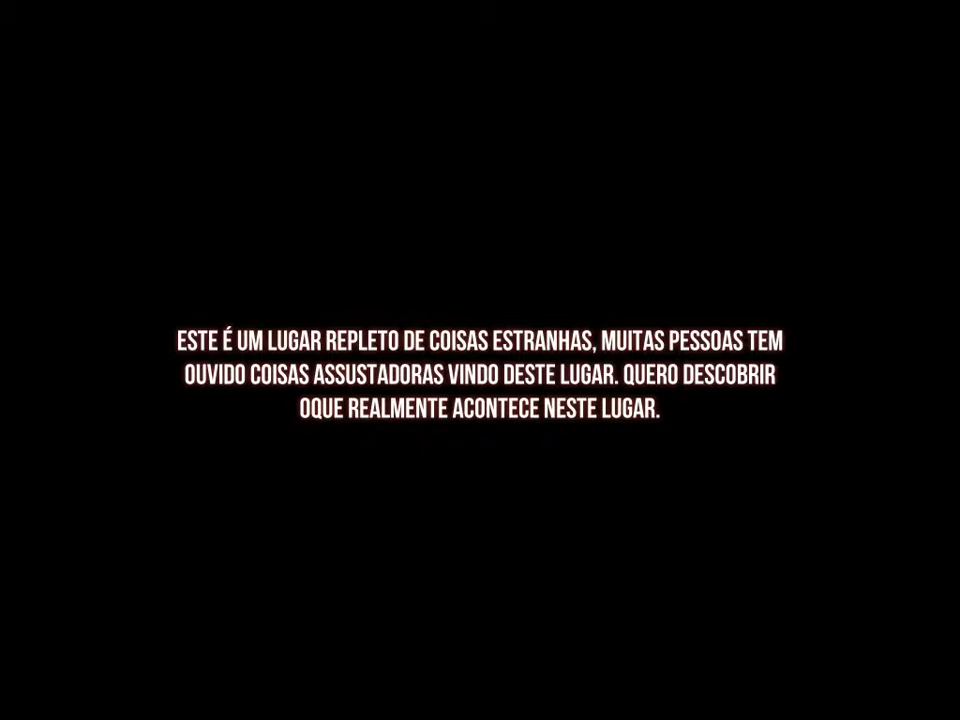 ESTE É UM LUGAR REPLETO DE COISAS ESTRANHAS, MUITAS PESSOAS TEM
OUVIDO COISAS ASSUSTADORAS VINDO DESTE LUGAR. QUERO DESCOBRIR
OQUE REALMENTE ACONTECE NESTE LUGAR.